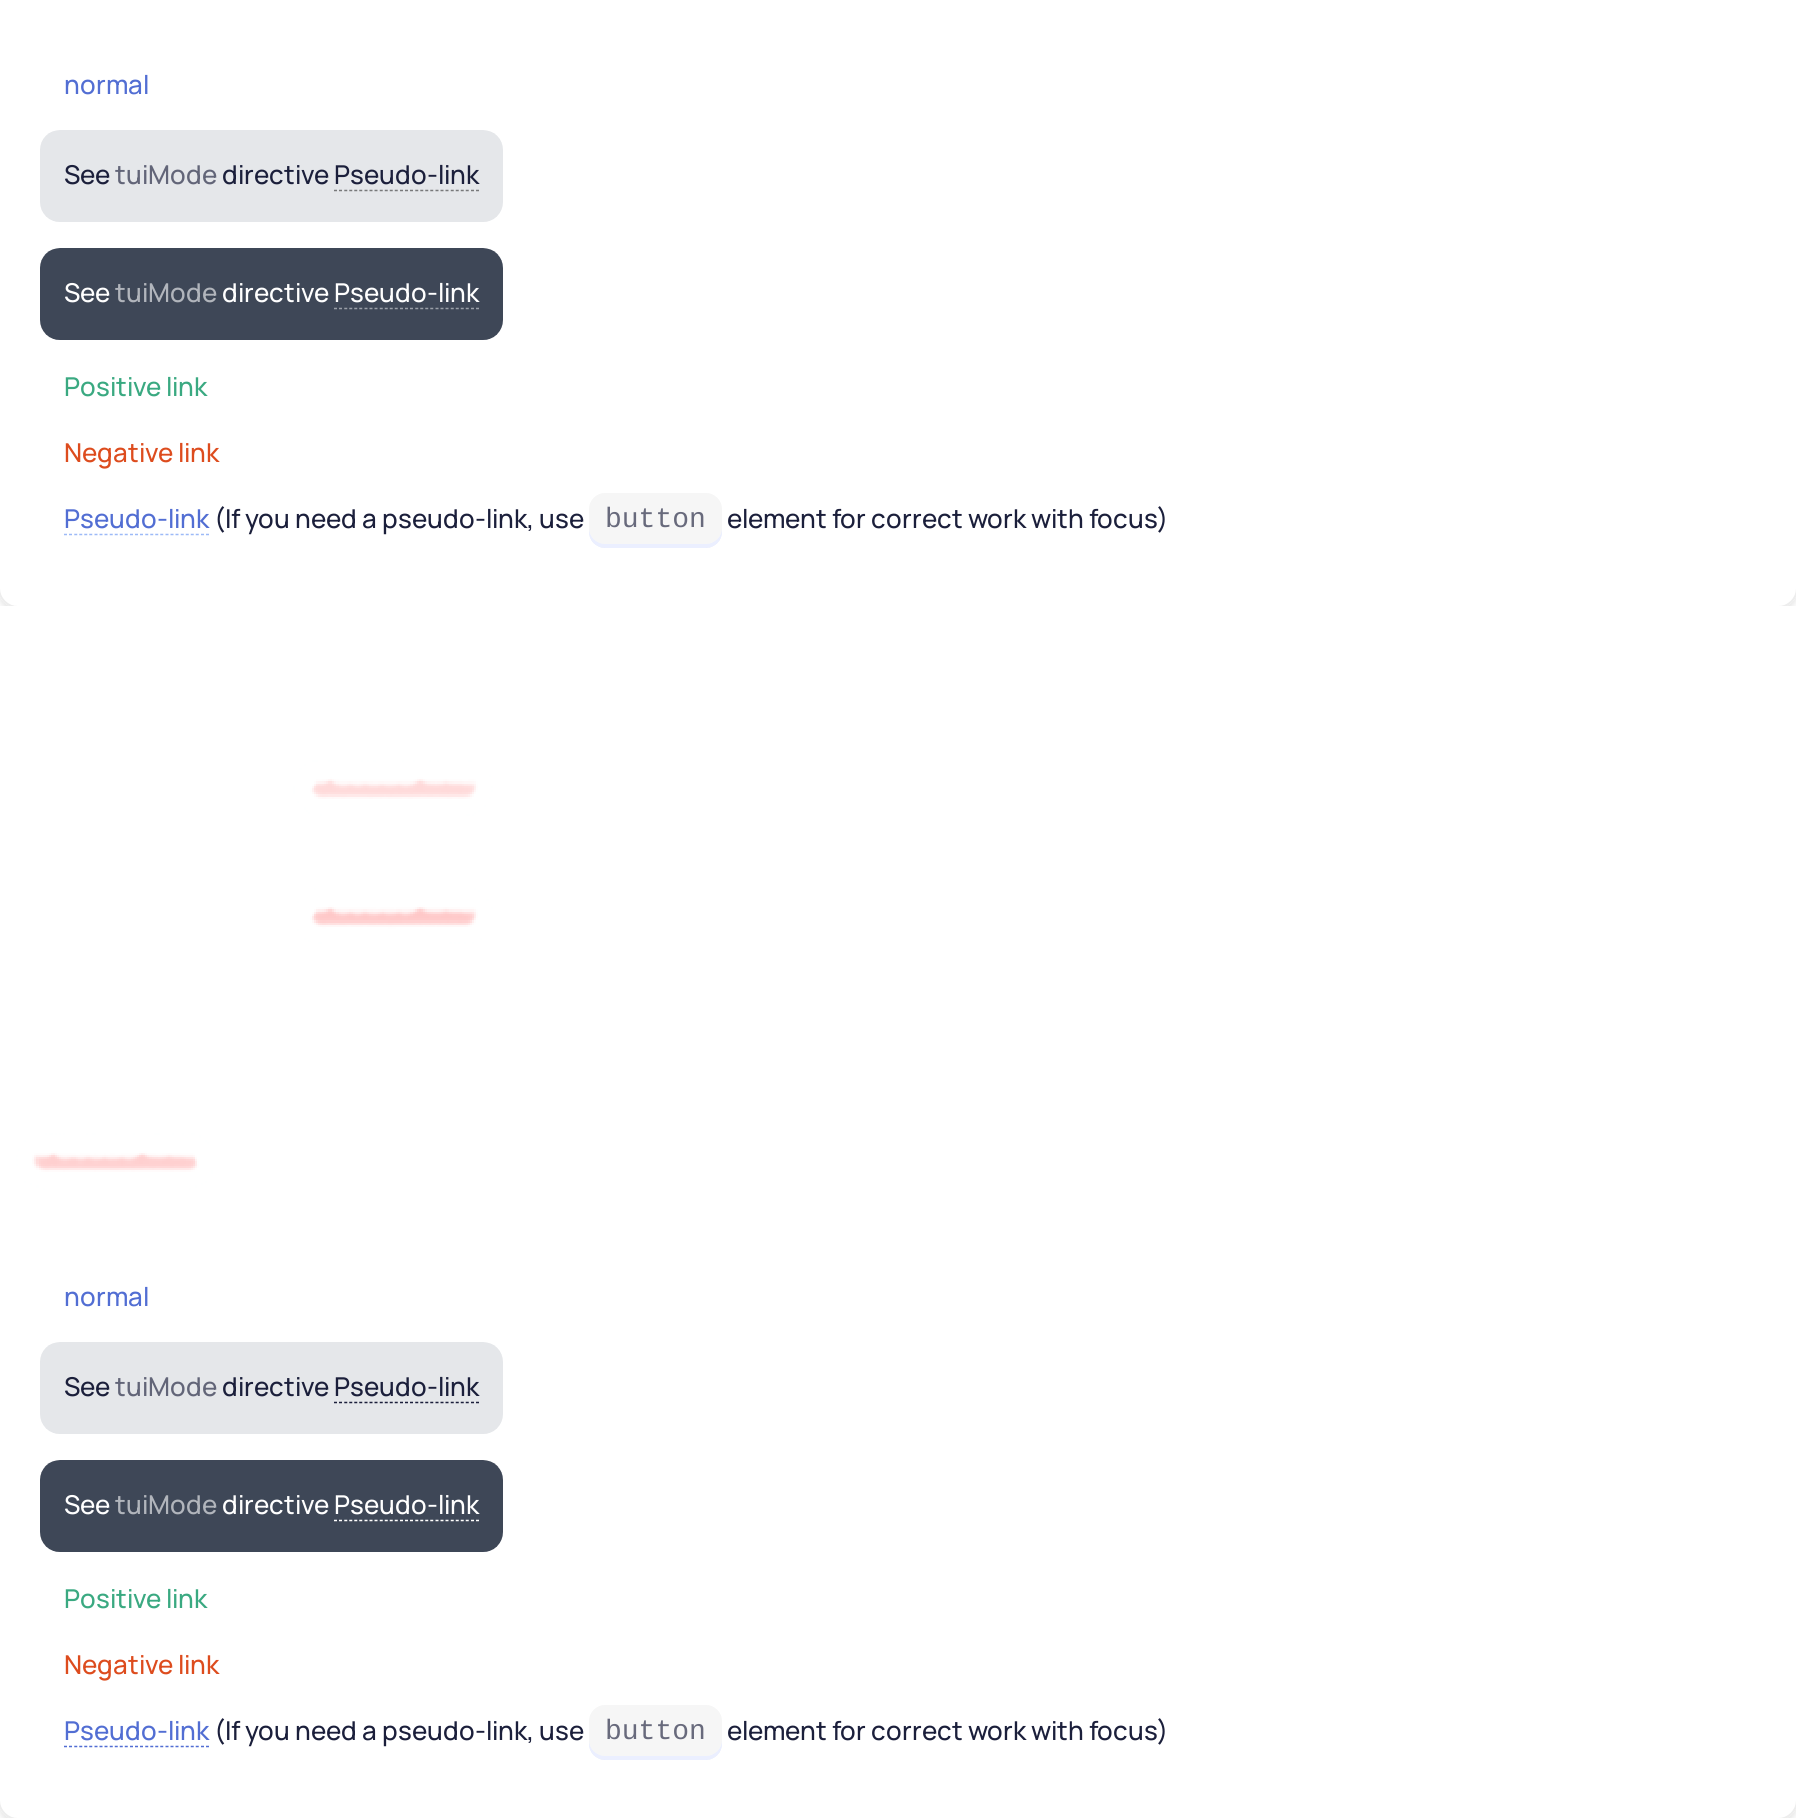 normal
See tuiMode directive Pseudo-link
See tuiMode directive Pseudo-link
Positive link
Negative link
Pseudo-link (If you need a pseudo-link, use button element for correct work with focus)
normal
See tuiMode directive Pseudo-link
See tuiMode directive Pseudo-link
Positive link
Negative link
Pseudo-link (If you need a pseudo-link, use button element for correct work with focus)